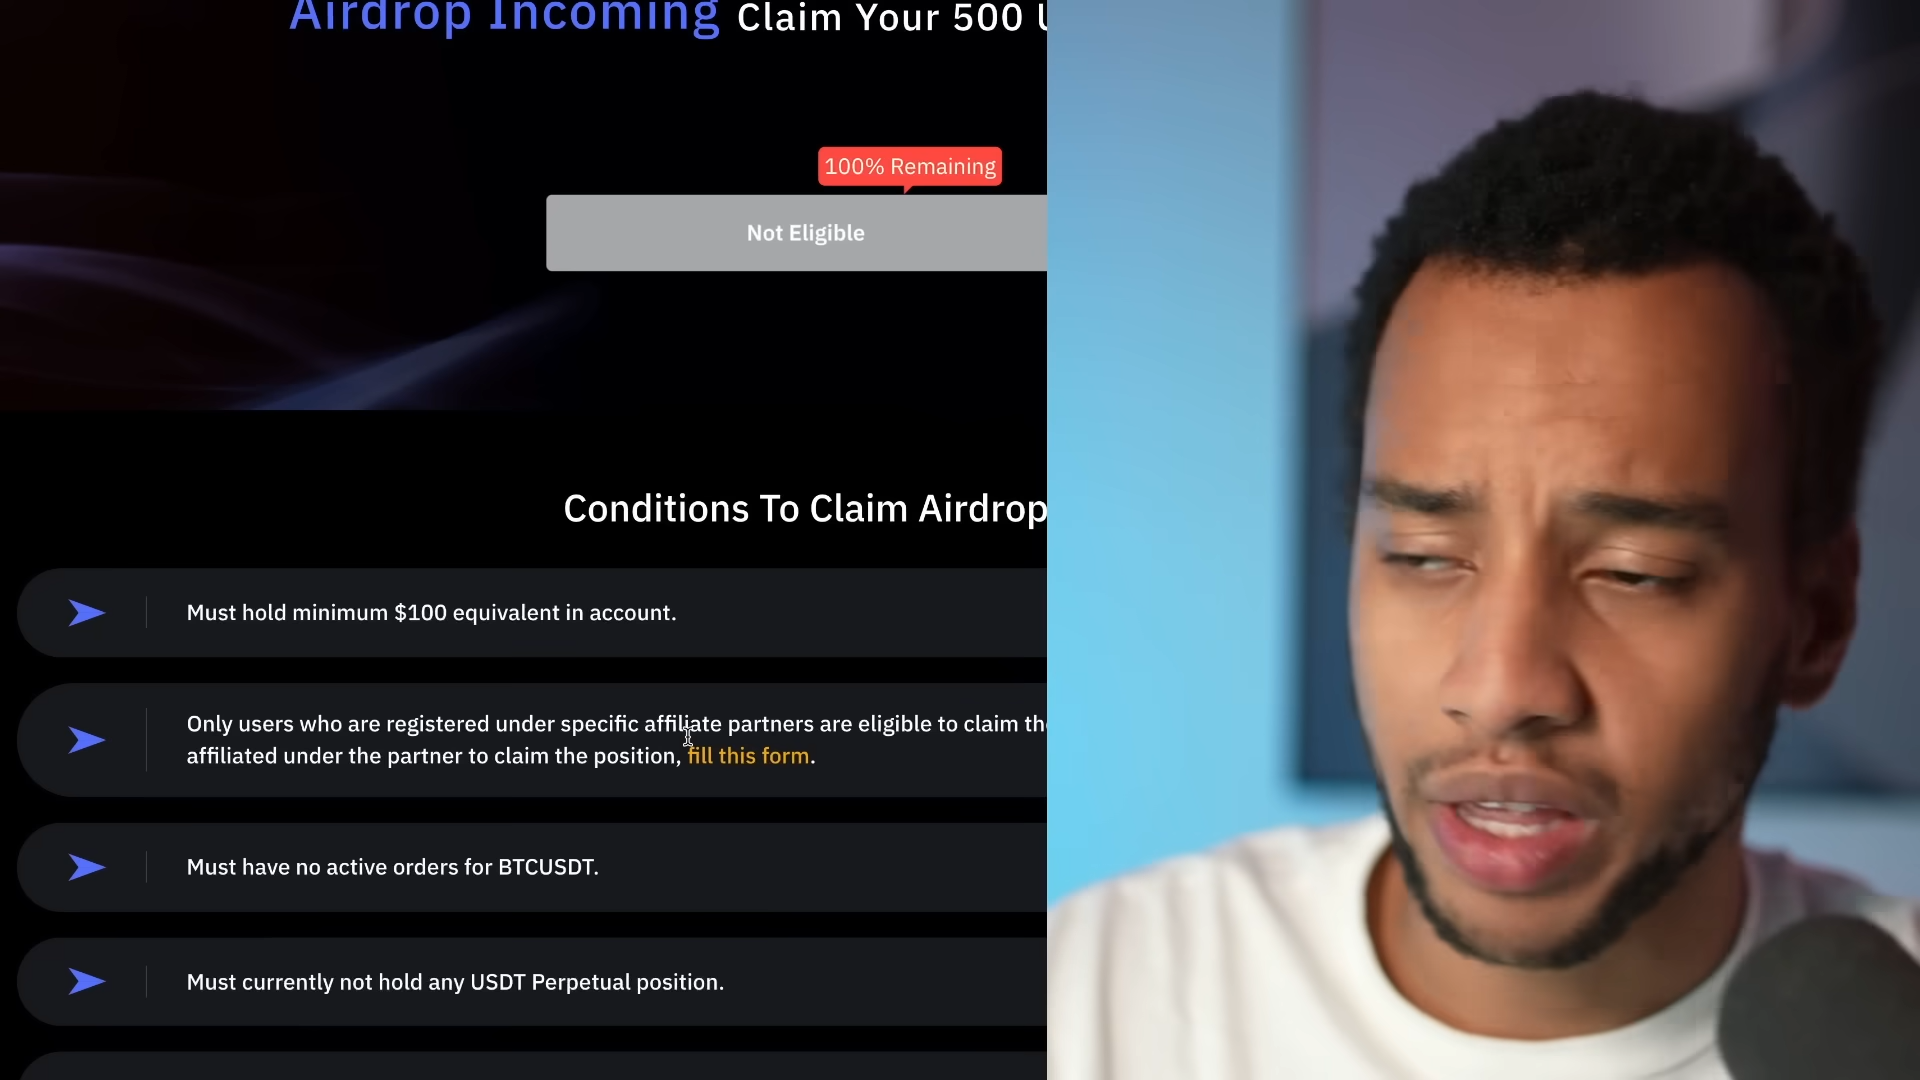 Airdrop Incoming Claim Your 500
100% Remaining
Not Eligible
Conditions To Claim Airdrop
Must hold minimum $100 equivalent in account.
Only users who are registered under specific affiliate partners are eligible to claim
affiliated under the partner to claim the position, fill this form.
Must have no active orders for BTCUSDT.
Must currently not hold any USDT Perpetual position.